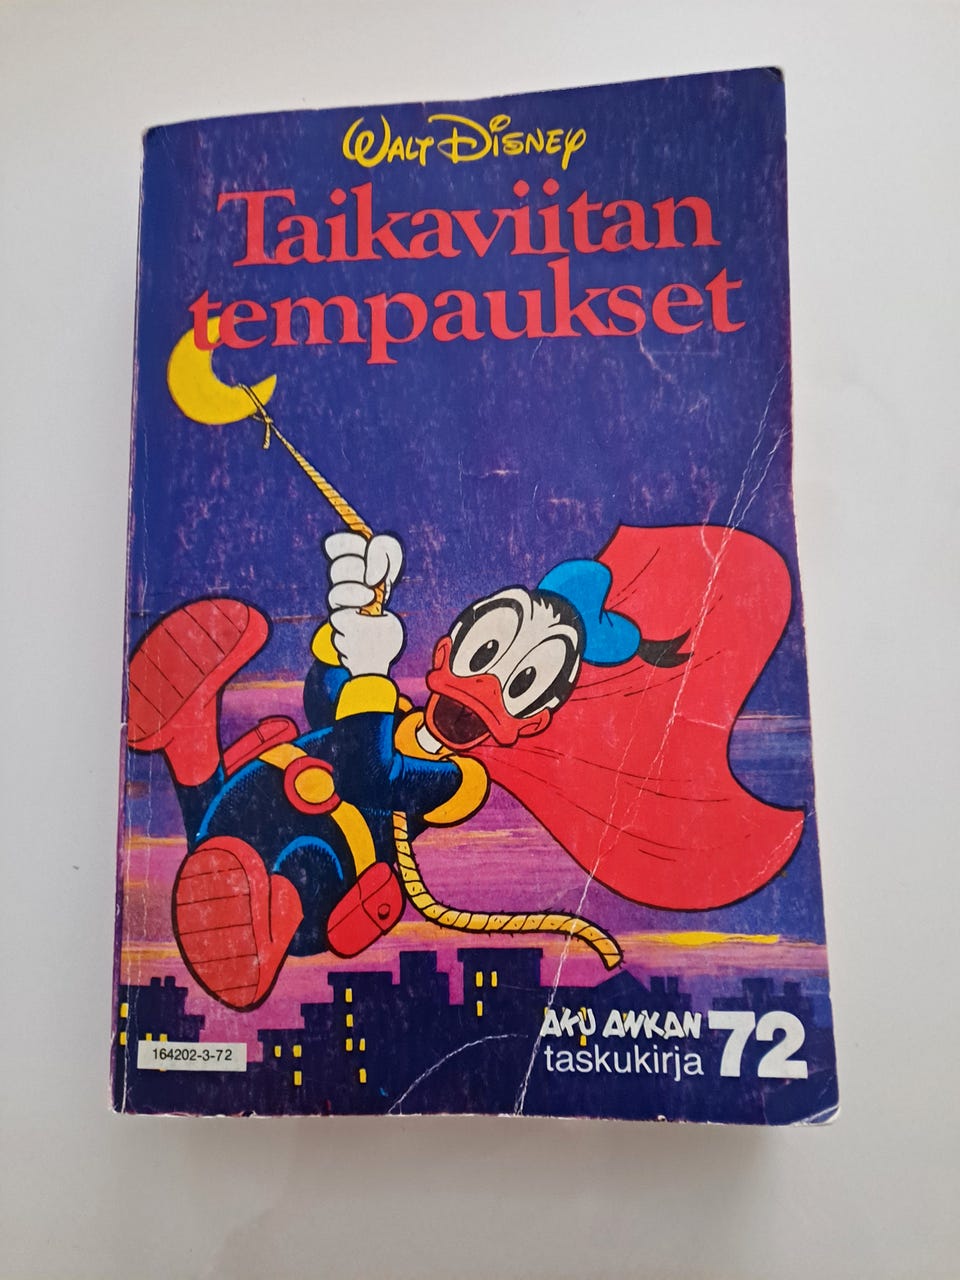 WALT DISNEY
Taikaviitan
tempaukset
AKU ANKAN
taskukirja 72
164202-3-72